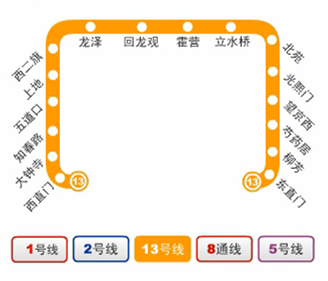 龙泽
回龙观
霍营
立水桥
西二旗
上地
五道口
知春路
大钟寺
西直门
北苑
光熙门
望京西
芍药居
柳芳
东直门
13
13
1号线
2号线
13号线
8通线
5号线